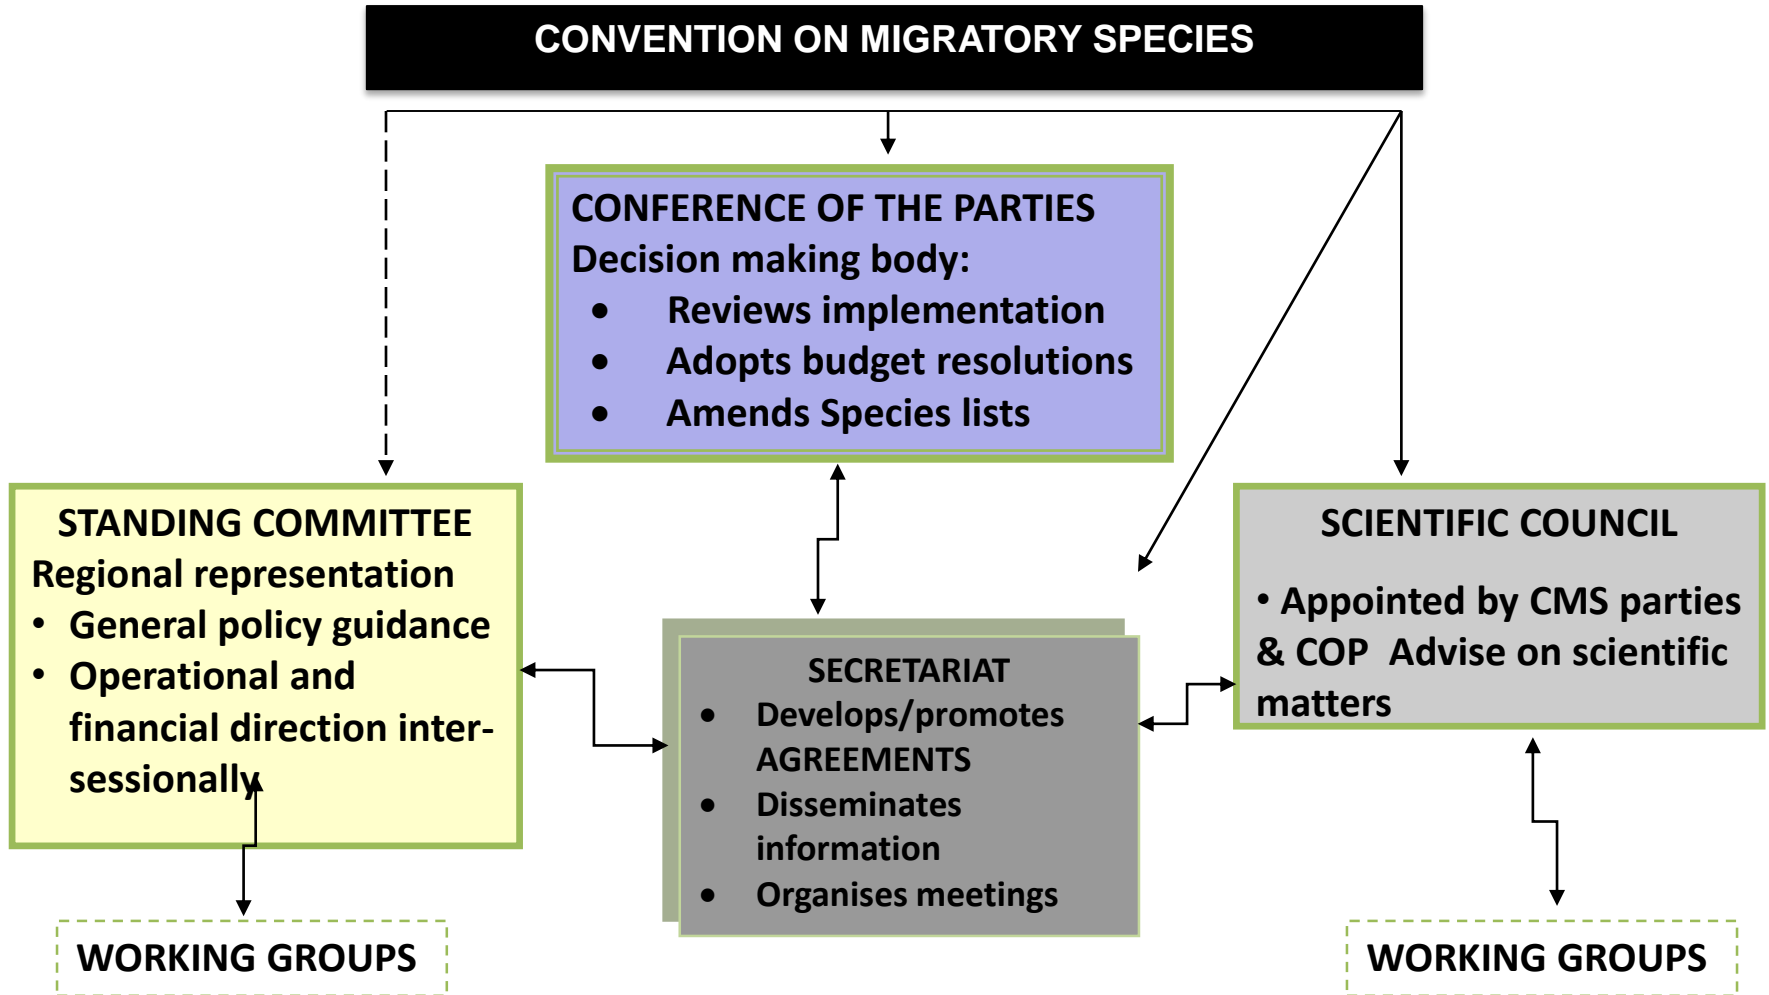 CONVENTION ON MIGRATORY SPECIES
CONFERENCE OF THE PARTIES
Decision making body:
• Reviews implementation
• Adopts budget resolutions
• Amends Species lists
STANDING COMMITTEE
Regional representation
• General policy guidance
• Operational and
financial direction inter-
sessionally
SECRETARIAT
• Develops/promotes
AGREEMENTS
• Disseminates
information
• Organises meetings
SCIENTIFIC COUNCIL
• Appointed by CMS parties
& COP Advise on scientific
matters
WORKING GROUPS
WORKING GROUPS